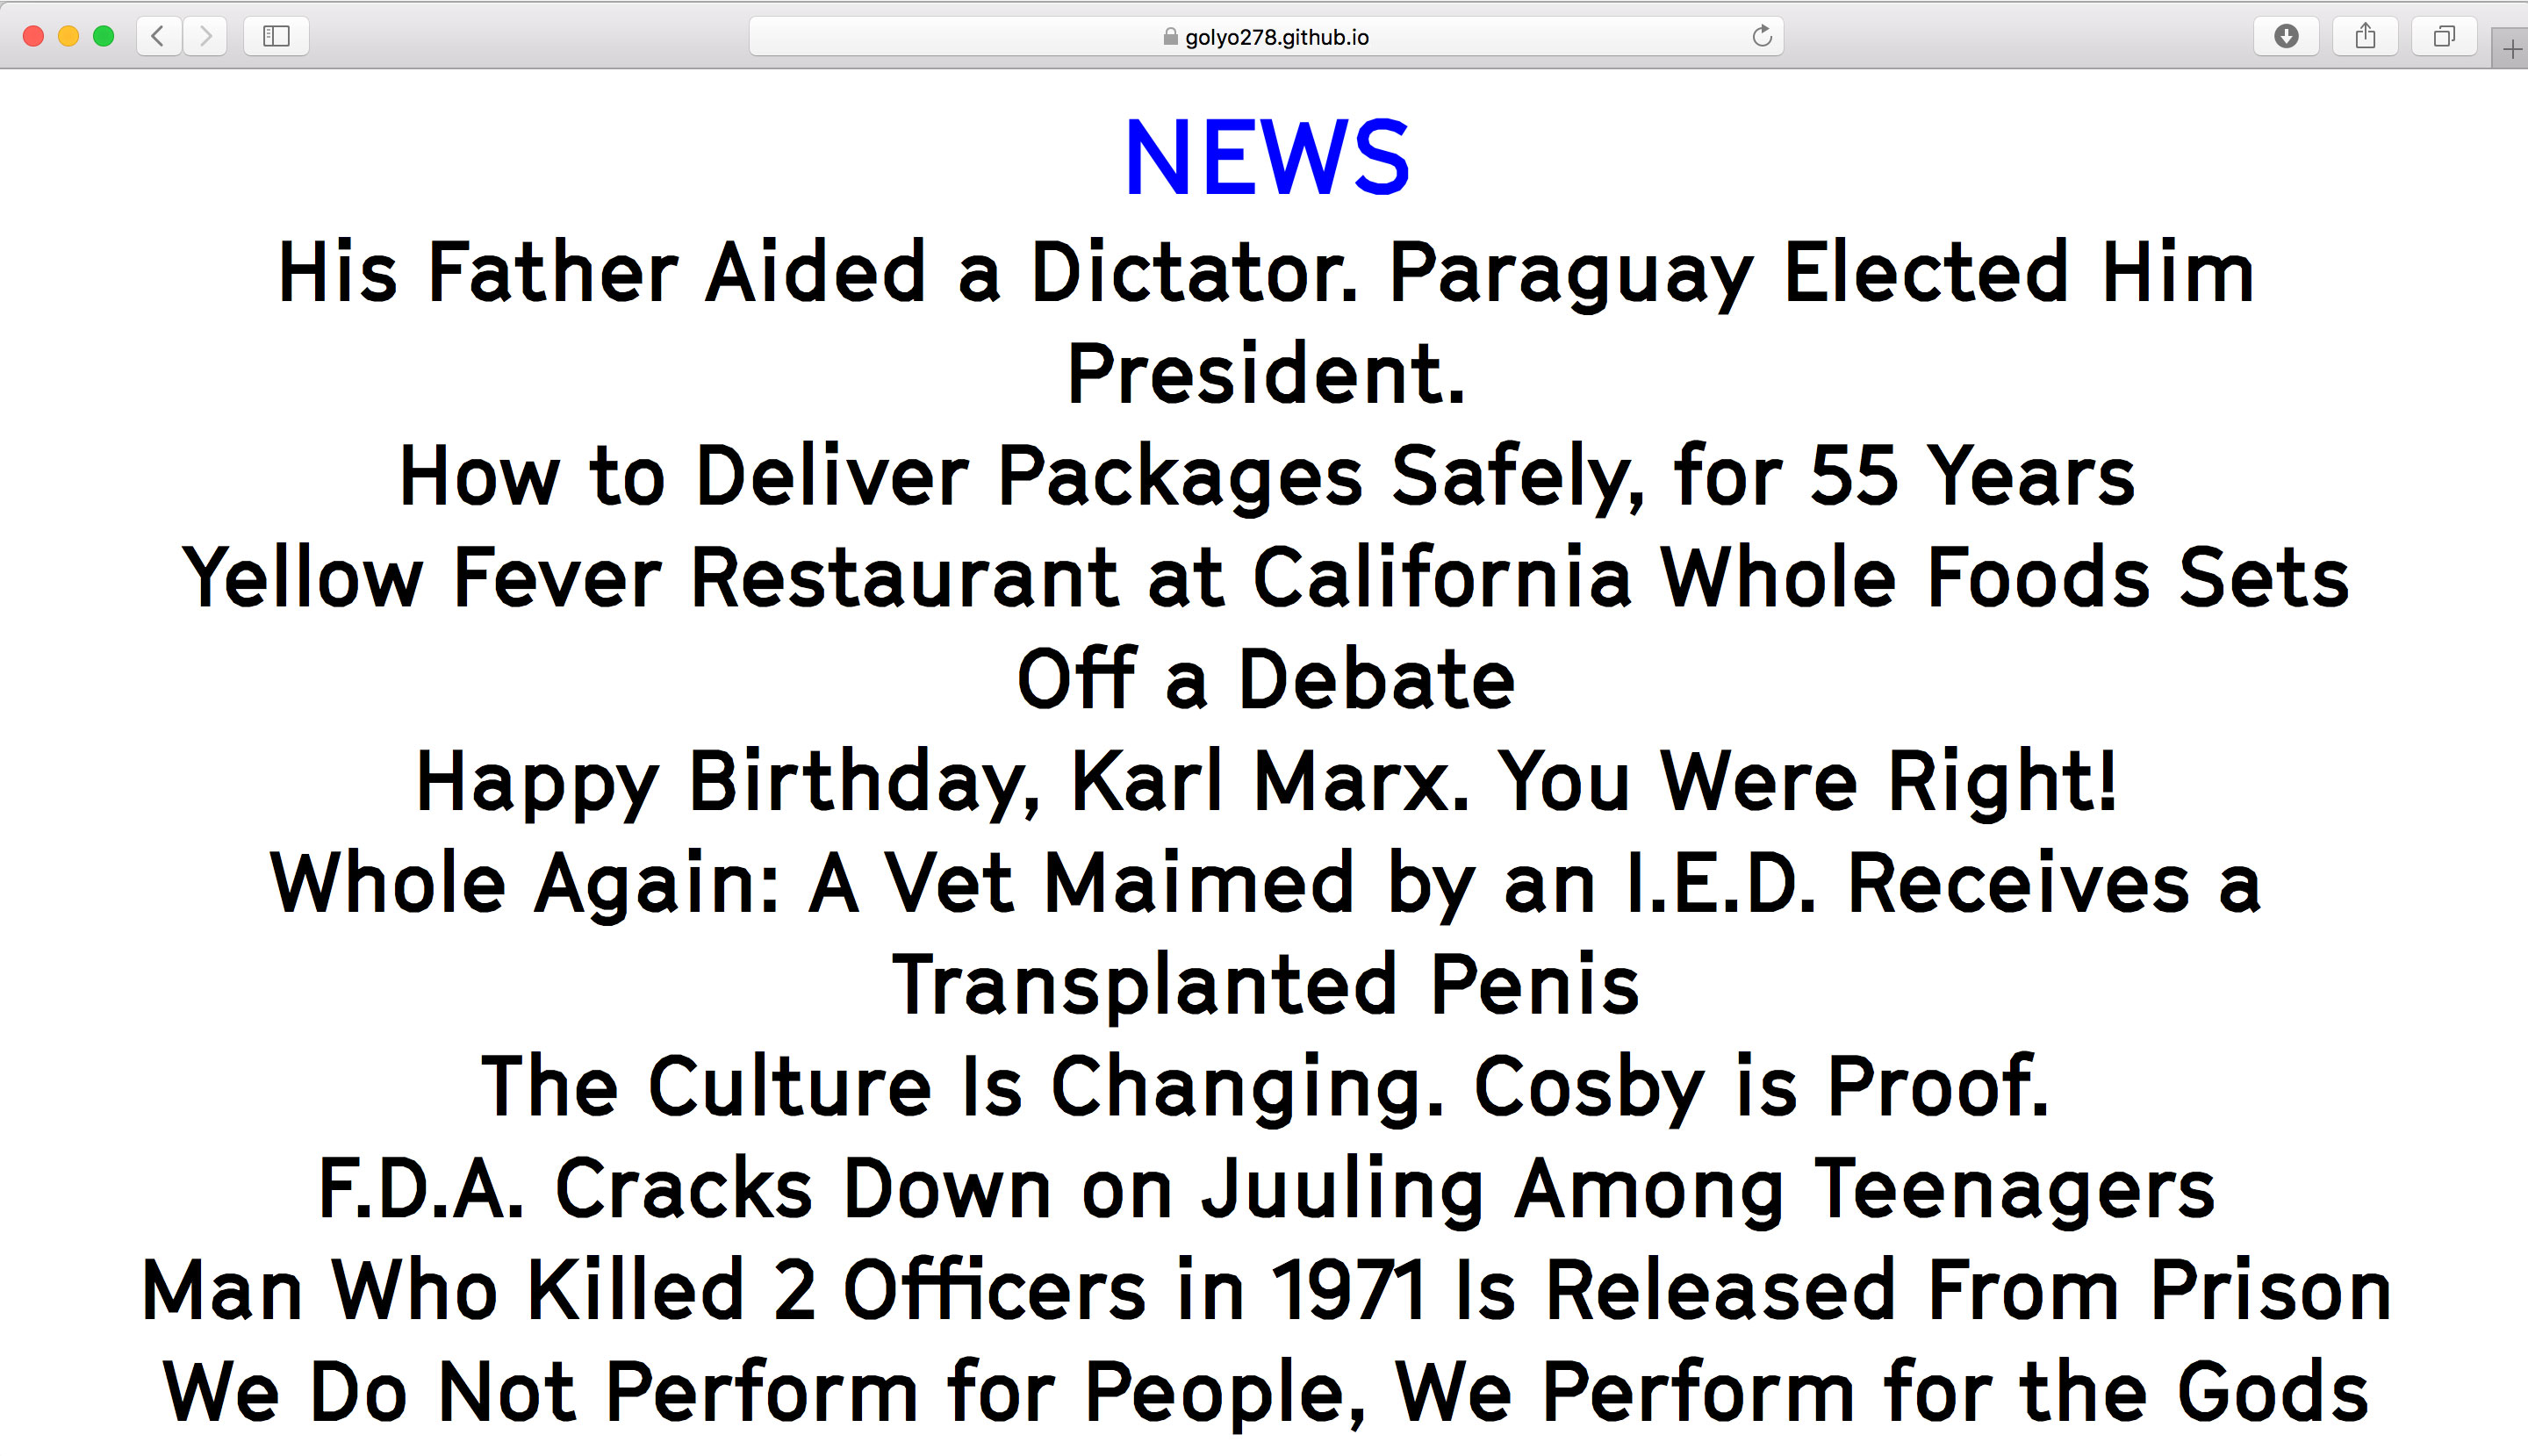 golyo278.github.io
NEWS
His Father Aided a Dictator. Paraguay Elected Him
President.
How to Deliver Packages Safely, for 55 Years
Yellow Fever Restaurant at California Whole Foods Sets
Off a Debate
Happy Birthday, Karl Marx. You Were Right!
Whole Again: A Vet Maimed by an I.E.D. Receives a
Transplanted Penis
The Culture Is Changing. Cosby is Proof.
F.D.A. Cracks Down on Juuling Among Teenagers
Man Who Killed 2 Officers in 1971 Is Released From Prison
We Do Not Perform for People, We Perform for the Gods